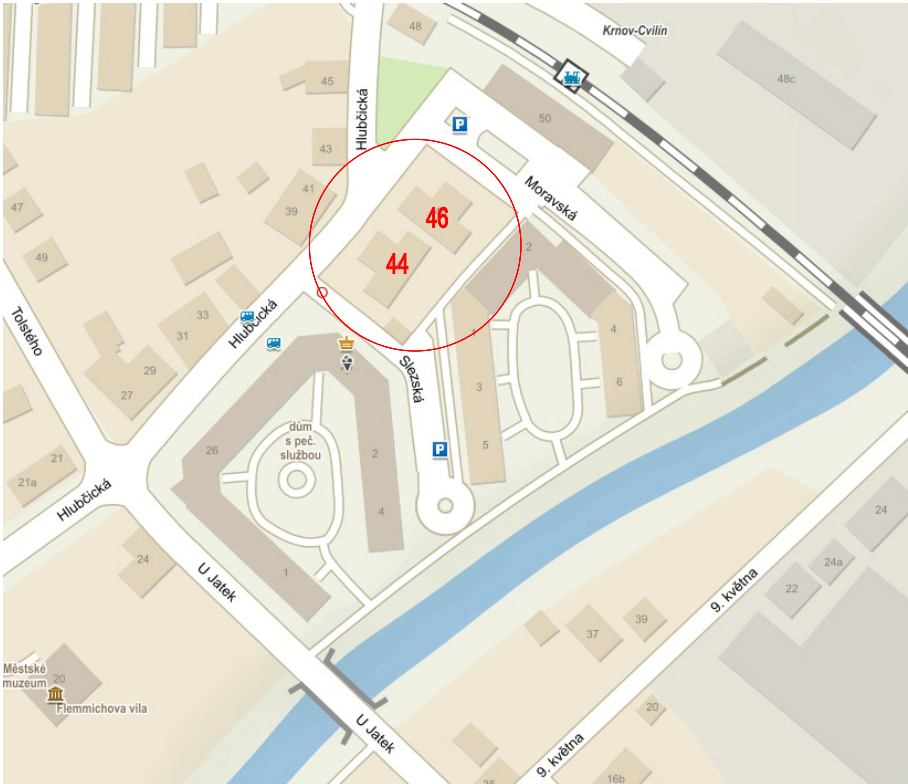 48
Krnov-Cvilín
48c
45
P
50
Hlubčická
43
Moravská
41
39
46
44
47
49
2
33
31
Hlubčická
Tolstého
29
27
1
4
3
6
Slezská
5
P
dům
s peč.
službou
26
2
4
21
21a
Hlubčická
1
24
U Jatek
24
24a
22
9. května
39
37
Městské
muzeum
20
Flemmichova vila
20
U Jatek
9. května
16b
35